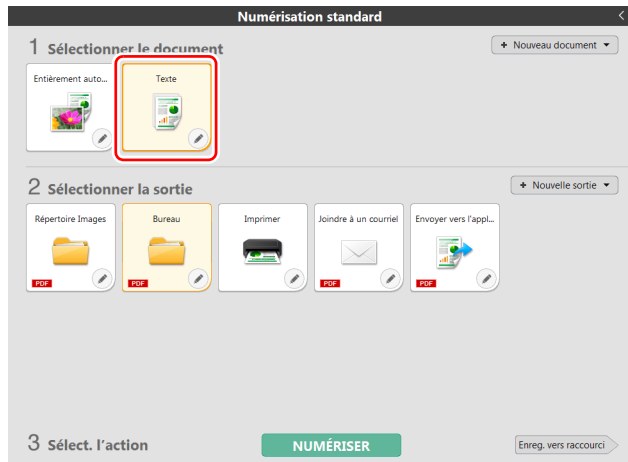 Numérisation standard
1 Sélectionner le document
+ Nouveau document
Entièrement auto...
Texte
2 Sélectionner la sortie
+ Nouvelle sortie
Répertoire Images
Bureau
Imprimer
Joindre à un courriel
Envoyer vers l'appl...
PDF
PDF
PDF
PDF
3 Sélect. l'action
NUMÉRISER
Enreg. vers raccourci